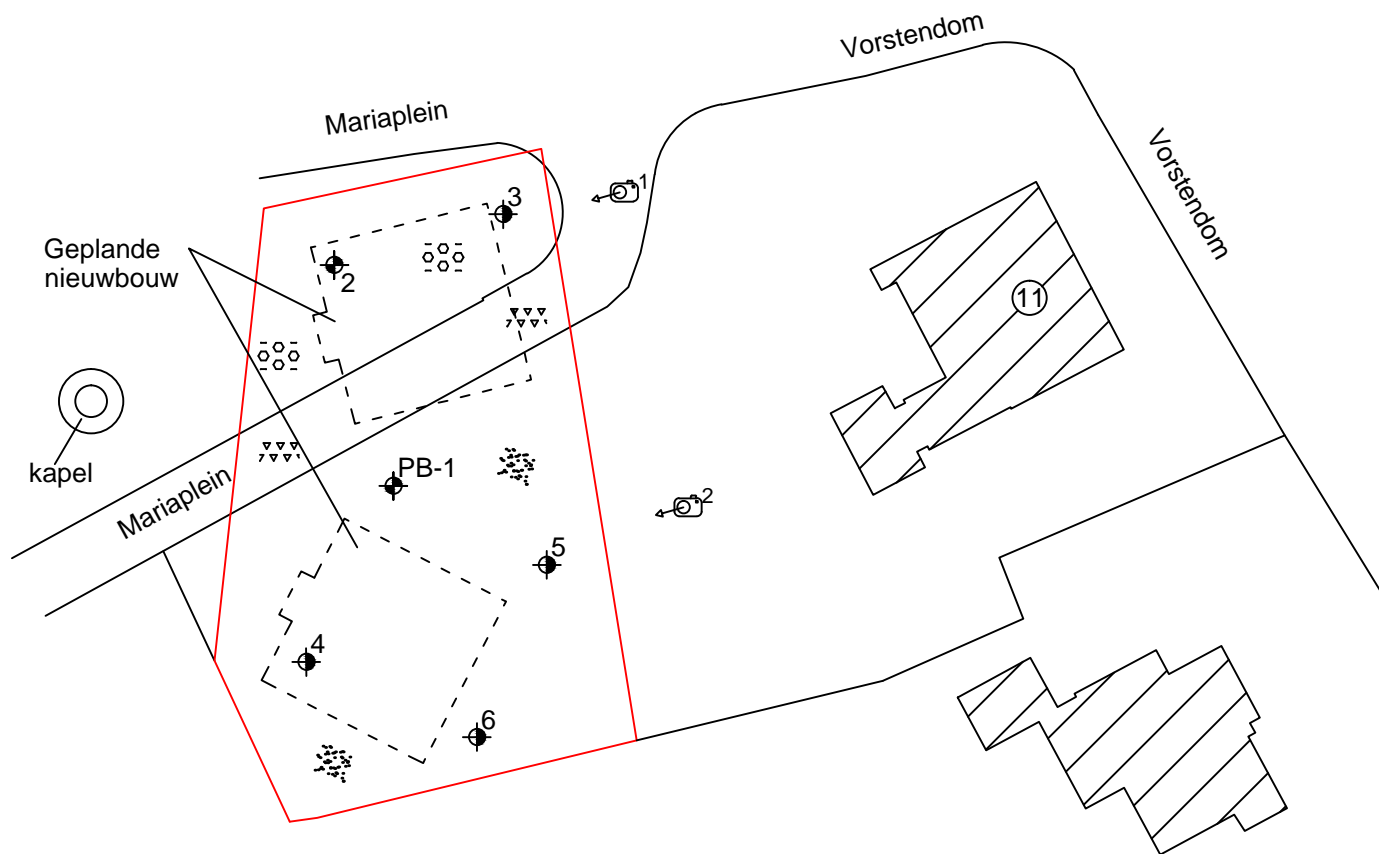 Vorstendom
Mariaplein
Vorstendom
1
3
Geplande
nieuwbouw
2
11
kapel
PB-1
Mariaplein
2
5
4
6